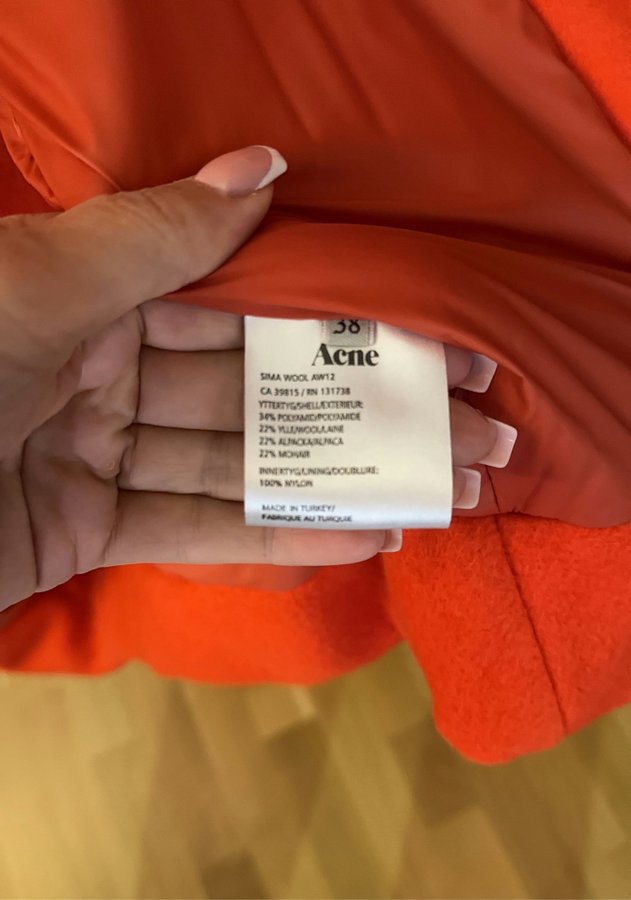 38
Acne
SIMA WOOL AW12
CA 39815 / RN 131738
YTTERTYG/SHELL/EXTERIEUR:
34% POLYAMID/POLYAMIDE
22% YLLE/WOOL/LAINE
22% ALPACKA/ALPACA
22% MOHAIR
INNERTYG/LINING/DOUBLURE:
100% NYLON
MADE IN TURKEY/
FABRIQUE AU TURQUIE